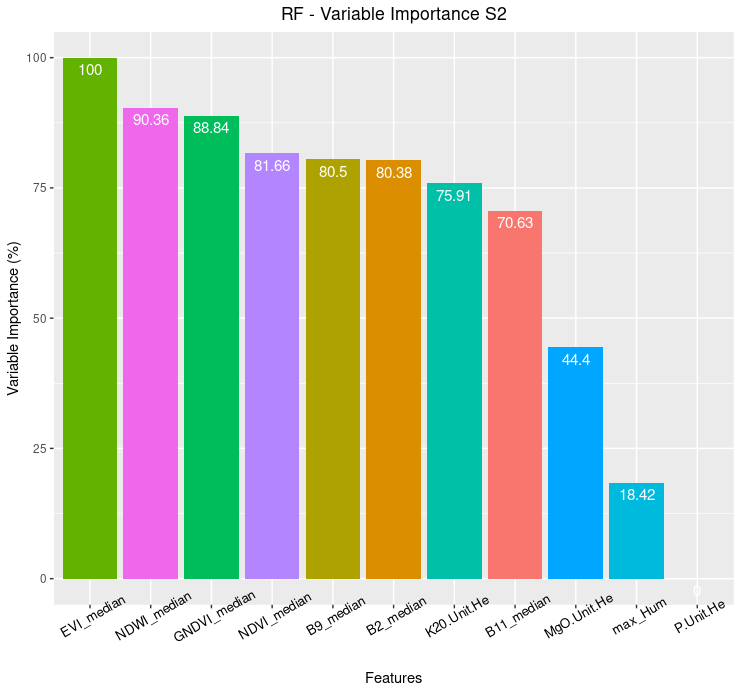 RF - Variable Importance S2
Variable Importance (%)
100
75
50
25
0
100
90.36
88.84
81.66
80.5
80.38
75.91
70.63
44.4
18.42
0
EVI_median
NDWI_median
GNDVI_median
NDVI_median
B9_median
B2_median
K20.Unit.He
B11_median
MgO.Unit.He
max_Hum
P.Unit.He
Features